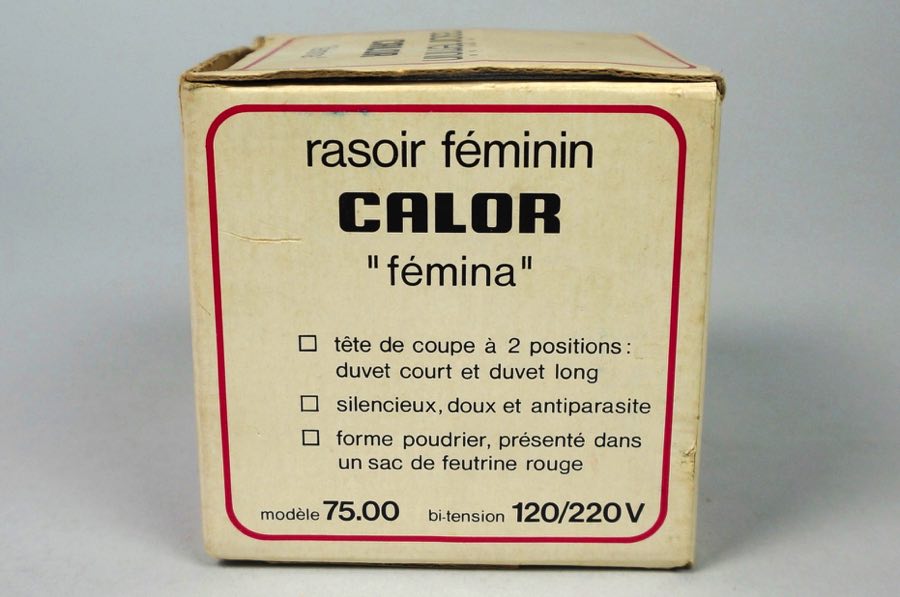 rasoir féminin
CALOR
"fémina"
□ tête de coupe à 2 positions:
duvet court et duvet long
□ silencieux, doux et antiparasite
□ forme poudrier, présenté dans
un sac de feutrine rouge
modèle 75.00 bi-tension 120/220 V